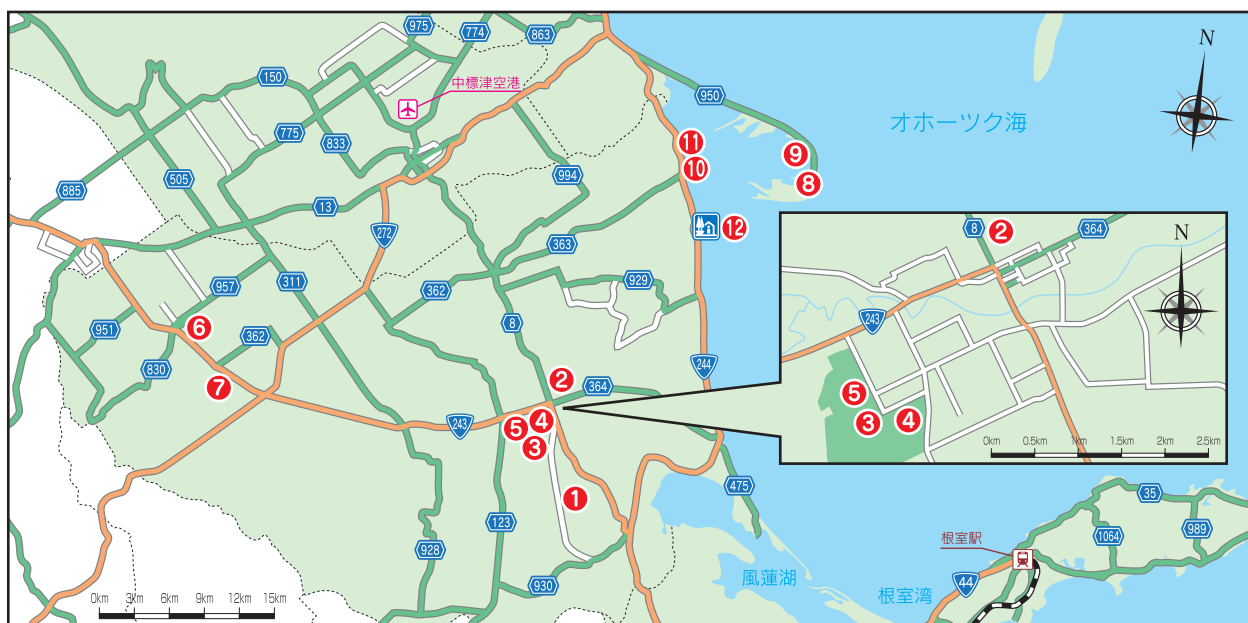 975
774
863
150
中標津空港
950
N
オホーツク海
775
833
⑪
⑨
885
505
994
⑩
⑧
13
272
363
⑫
8
②
364
N
957
311
362
929
243
951
⑥
362
8
830
⑦
②
364
244
⑤
③
④
243
⑤
④
③
0km
0.5km
1km
1.5km
2km
2.5km
475
①
123
35
928
989
1064
根室駅
930
風蓮湖
44
根室湾
0km
3km
6km
9km
12km
15km